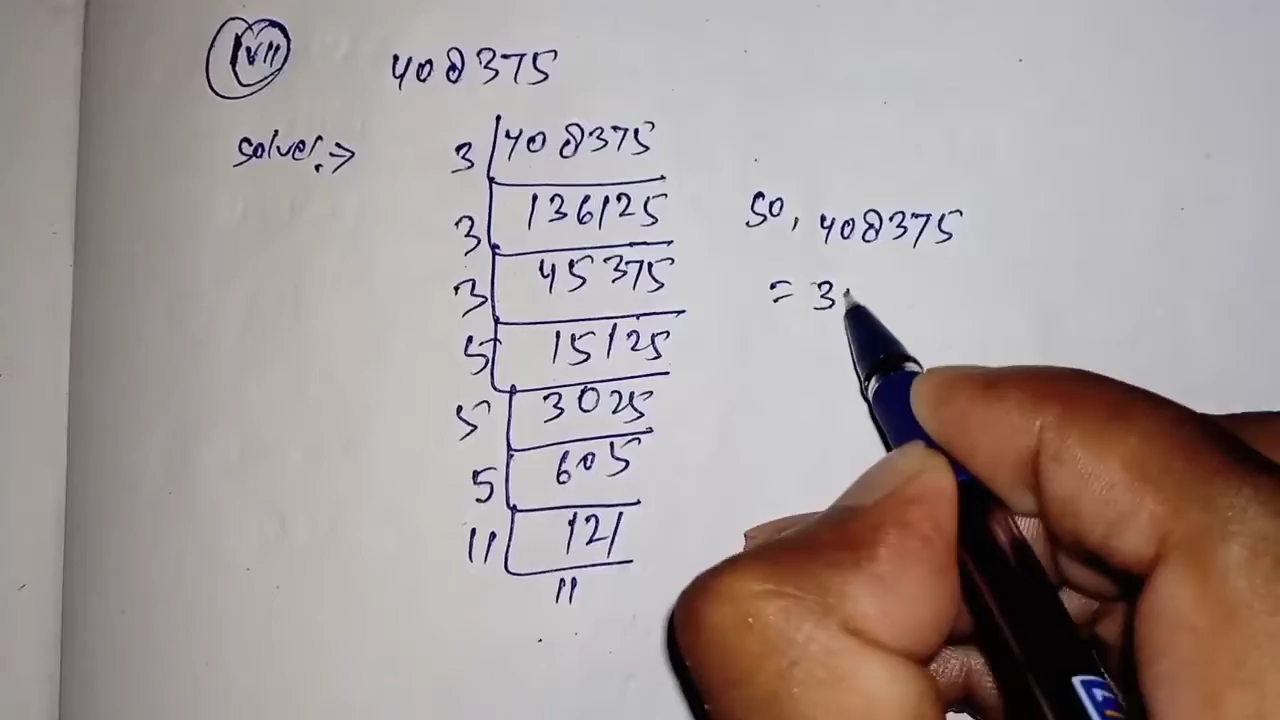 (vii) 408375
Solve:→
3 | 408375
3 | 136125
3 | 45375
5 | 15125
5 | 3025
5 | 605
11 | 121
11
So, 408375
= 3